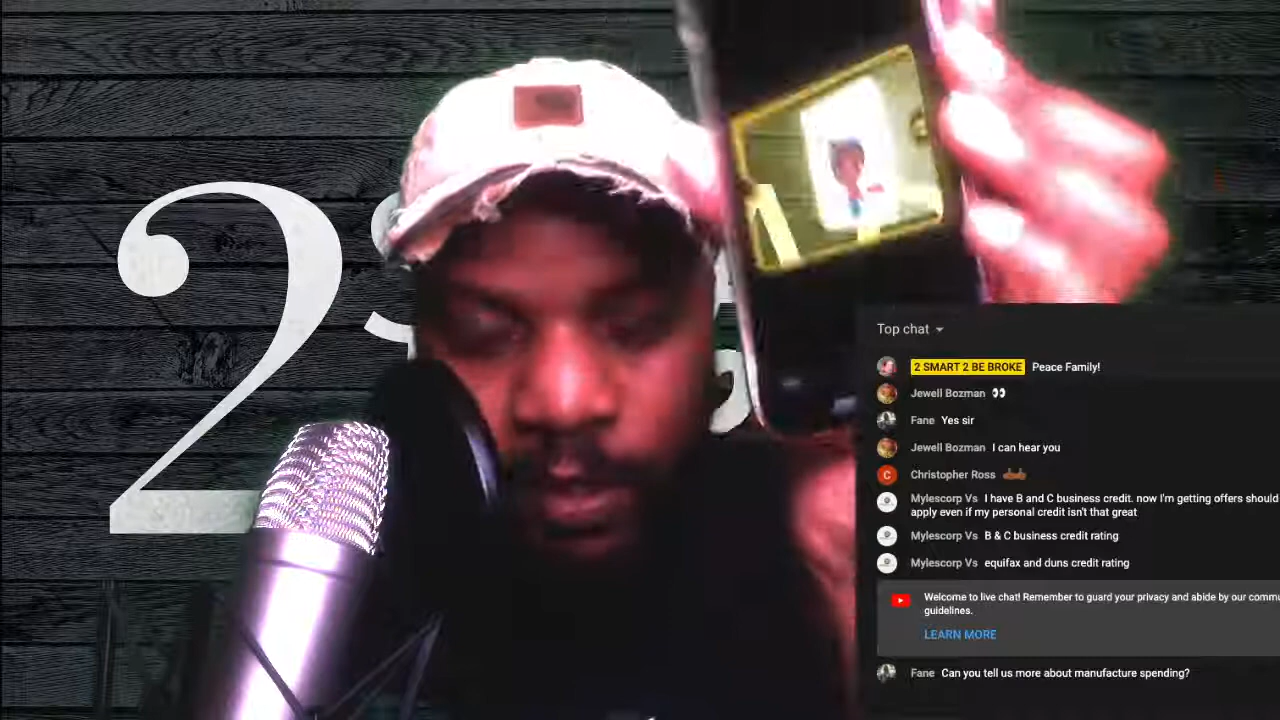 2
Top chat
2 SMART 2 BE BROKE Peace Family!
Jewell Bozman
Fane Yes sir
Jewell Bozman I can hear you
Christopher Ross
Mylescorp Vs I have B and C business credit. now I'm getting offers should
apply even if my personal credit isn't that great
Mylescorp Vs B & C business credit rating
Mylescorp Vs equifax and duns credit rating
Welcome to live chat! Remember to guard your privacy and abide by our
guidelines.
LEARN MORE
Fane Can you tell us more about manufacture spending?